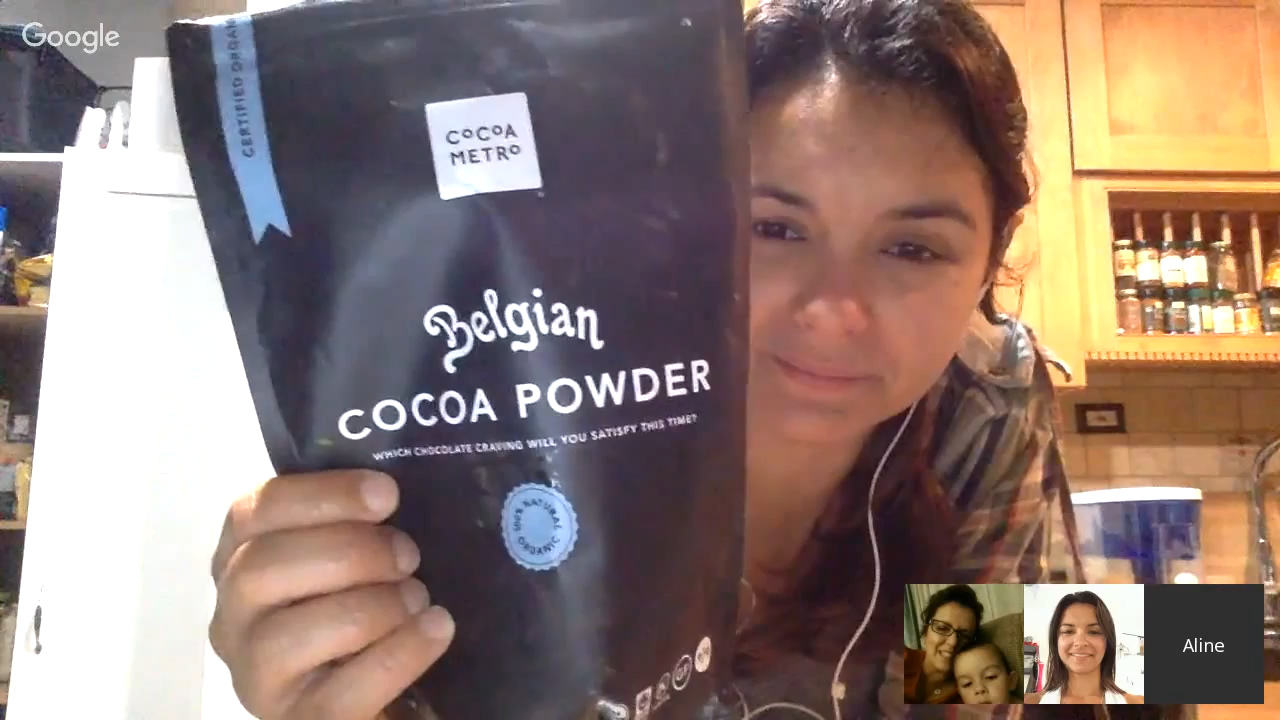 Google
CERTIFIED ORGA
COCOA
METRO
Belgian
COCOA POWDER
WHICH CHOCOLATE CRAVING WILL YOU SATISFY THIS TIME?
100% NATURAL
ORGANIC
Aline